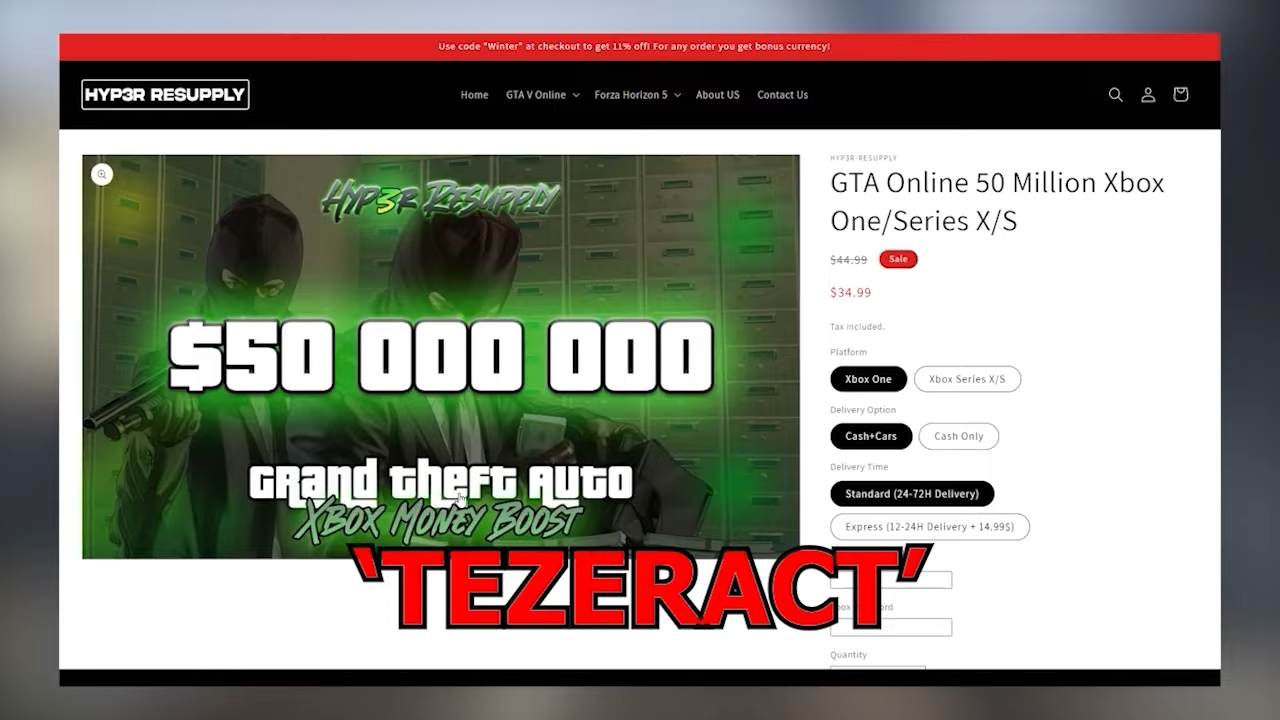 Use code "Winter" at checkout to get 11% off! For any order you get bonus currency!
HYP3R RESUPPLY
Home
GTA V Online
Forza Horizon 5
About US
Contact Us
HYP3R RESUPPLY
$50 000 000
Grand Theft Auto
Xbox Money Boost
HYP3R-RESUPPLY
GTA Online 50 Million Xbox
One/Series X/S
$44.99
Sale
$34.99
Tax included.
Platform
Xbox One
Xbox Series X/S
Delivery Option
Cash+Cars
Cash Only
Delivery Time
Standard (24-72H Delivery)
Express (12-24H Delivery + 14.99$)
'TEZERACT'
Quantity